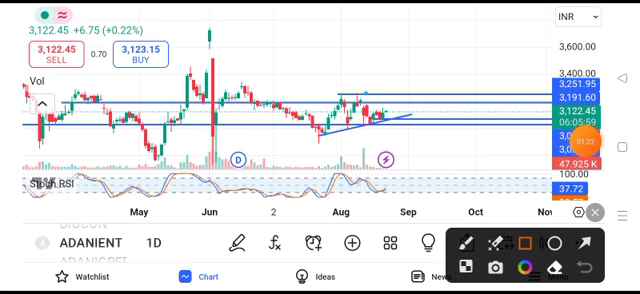 INR
3,122.45 +6.75 (+0.22%)
3,122.45
SELL
0.70
3,123.15
BUY
3,600.00
3,400.00
Vol
3,251.95
3,191.60
3,122.45
06:05:59
01:22
47.925 K
D
Stoch RSI
100.00
37.72
May Jun 2 Aug Sep Oct Nov
A ADANIENT 1D
Watchlist Chart Ideas News Menu